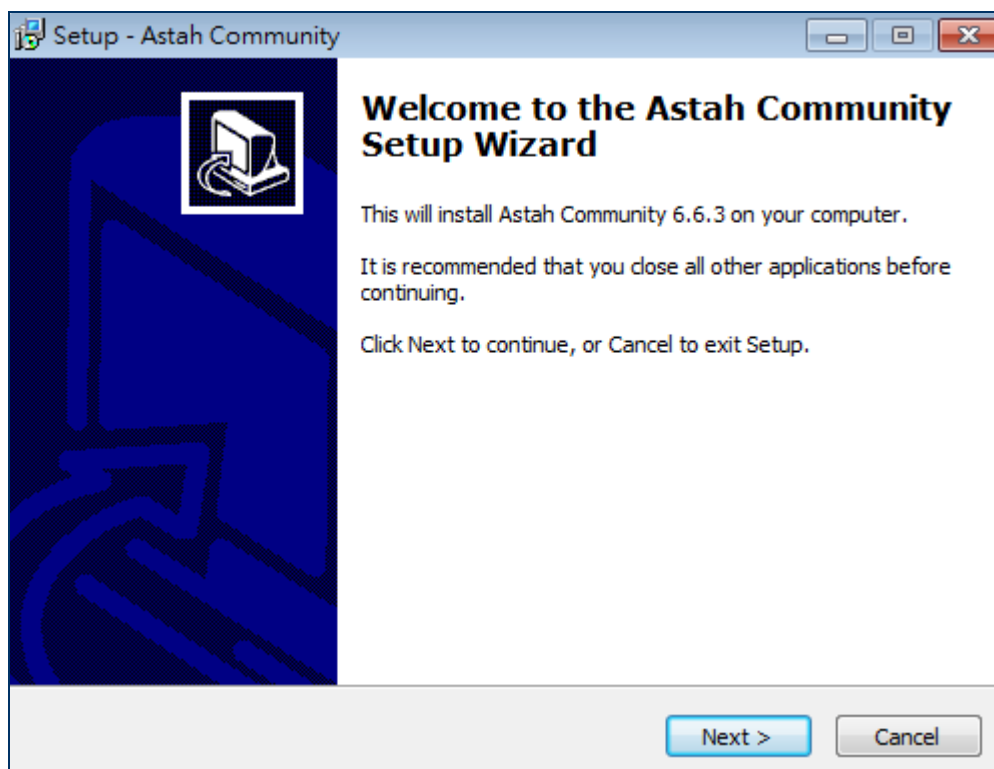 Setup - Astah Community
Welcome to the Astah Community
Setup Wizard
This will install Astah Community 6.6.3 on your computer.
It is recommended that you close all other applications before
continuing.
Click Next to continue, or Cancel to exit Setup.
Next >
Cancel